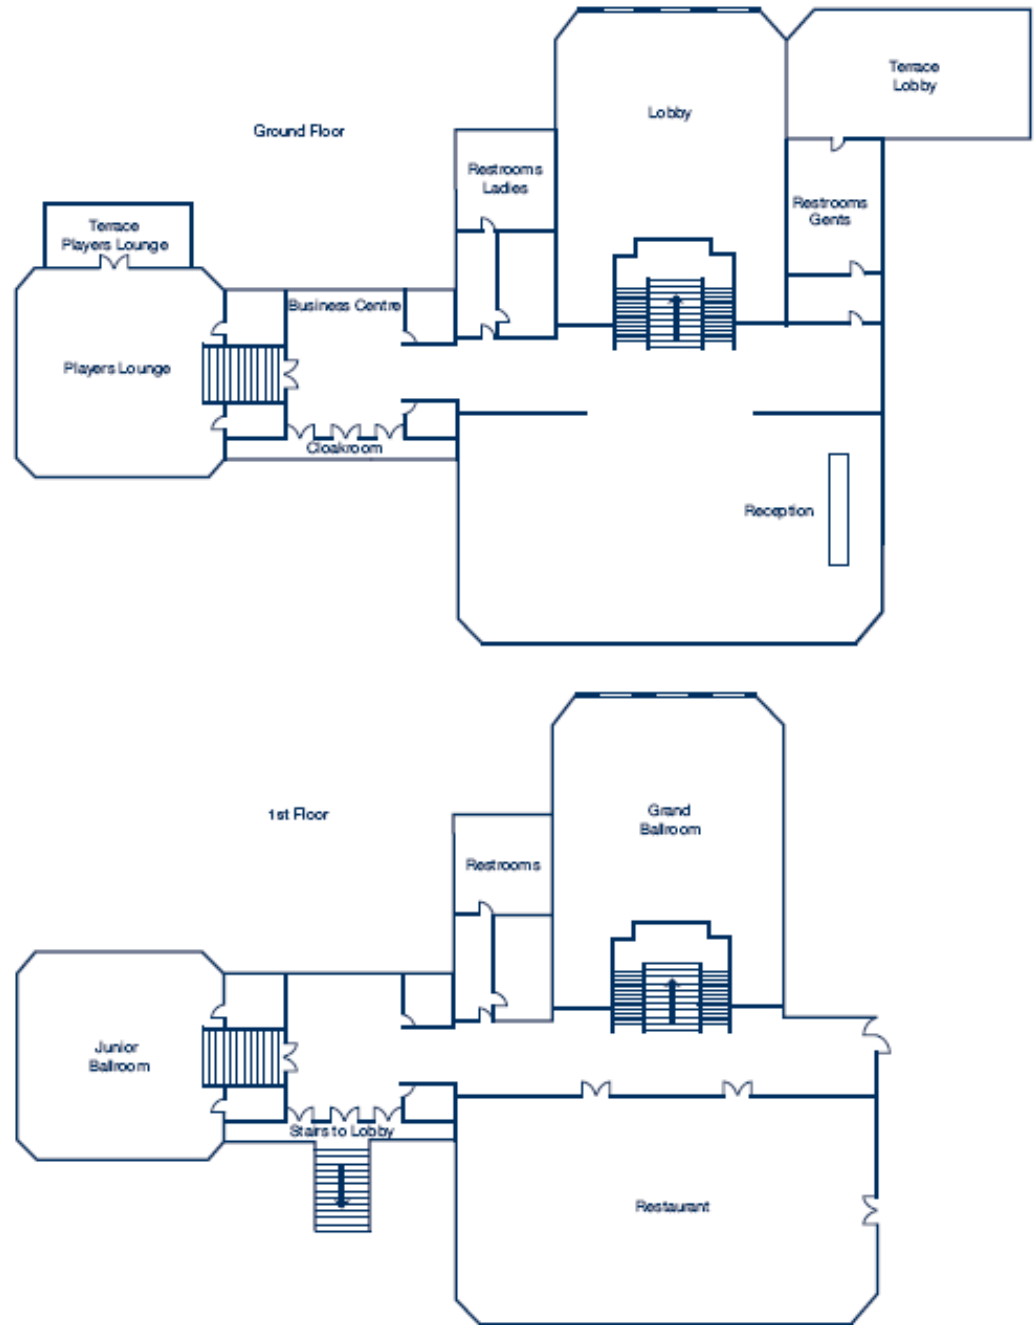 Terrace
Lobby
Lobby
Ground Floor
Restrooms
Ladies
Restrooms
Gents
Terrace
Players Lounge
Business Centre
Players Lounge
Cloakroom
Reception
1st Floor
Grand
Ballroom
Restrooms
Junior
Ballroom
Stairs to Lobby
Restaurant